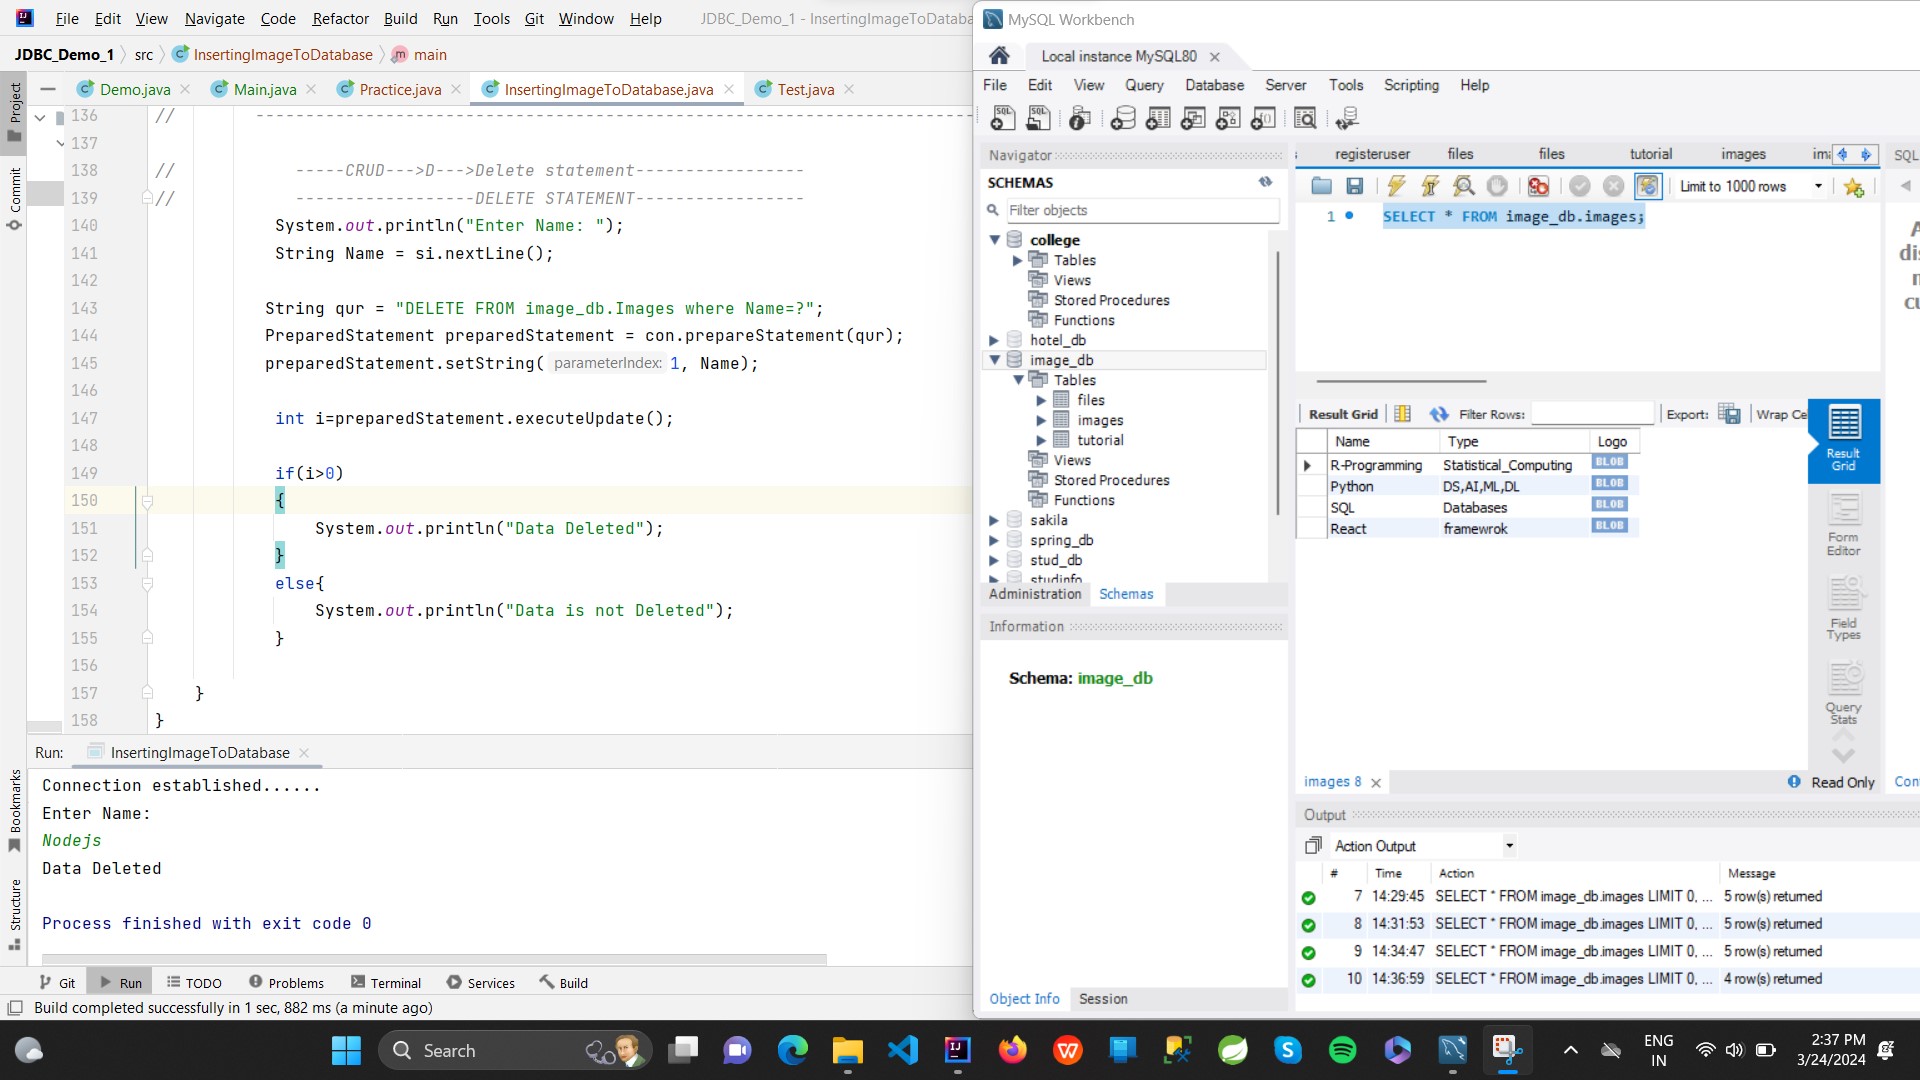 File Edit View Navigate Code Refactor Build Run Tools Git Window Help JDBC_Demo_1 - InsertingImageToDataba
JDBC_Demo_1 src InsertingImageToDatabase main
Project
Commit
Bookmarks
Structure
Demo.java Main.java Practice.java InsertingImageToDatabase.java Test.java
136 // ------------------------------------------------------------------------
137
138 // -----CRUD--->D--->Delete statement-----------------
139 // ------------------DELETE STATEMENT-----------------
140 System.out.println("Enter Name: ");
141 String Name = si.nextLine();
142
143 String qur = "DELETE FROM image_db.Images where Name=?";
144 PreparedStatement preparedStatement = con.prepareStatement(qur);
145 preparedStatement.setString( parameterIndex: 1, Name);
146
147 int i=preparedStatement.executeUpdate();
148
149 if(i>0)
150 {
151 System.out.println("Data Deleted");
152 }
153 else{
154 System.out.println("Data is not Deleted");
155 }
156
157 }
158 }
Run: InsertingImageToDatabase
Connection established......
Enter Name:
Nodejs
Data Deleted
Process finished with exit code 0
Git Run TODO Problems Terminal Services Build
Build completed successfully in 1 sec, 882 ms (a minute ago)
MySQL Workbench
Local instance MySQL80
File Edit View Query Database Server Tools Scripting Help
Navigator
SCHEMAS
Filter objects
college
Tables
Views
Stored Procedures
Functions
hotel_db
image_db
Tables
files
images
tutorial
Views
Stored Procedures
Functions
sakila
spring_db
stud_db
studinfo
Administration Schemas
Information
Schema: image_db
Object Info Session
registeruser files files tutorial images SQL
Limit to 1000 rows
1 SELECT * FROM image_db.images;
Result Grid Filter Rows: Export: Wrap Ce
Name Type Logo
R-Programming Statistical_Computing BLOB
Python DS,AI,ML,DL BLOB
SQL Databases BLOB
React framewrok BLOB
Result
Grid
Form
Editor
Field
Types
Query
Stats
images 8 Read Only
Output
Action Output
# Time Action Message
7 14:29:45 SELECT * FROM image_db.images LIMIT 0, ... 5 row(s) returned
8 14:31:53 SELECT * FROM image_db.images LIMIT 0, ... 5 row(s) returned
9 14:34:47 SELECT * FROM image_db.images LIMIT 0, ... 5 row(s) returned
10 14:36:59 SELECT * FROM image_db.images LIMIT 0, ... 4 row(s) returned
Search
ENG
IN
2:37 PM
3/24/2024